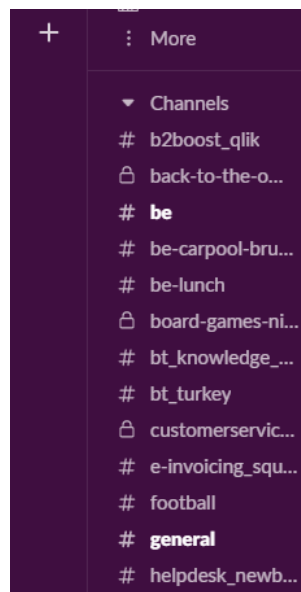 More
Channels
# b2boost_qlik
back-to-the-o...
# be
# be-carpool-bru...
# be-lunch
board-games-ni...
# bt_knowledge_...
# bt_turkey
customerservic...
# e-invoicing_squ...
# football
# general
# helpdesk_newb...